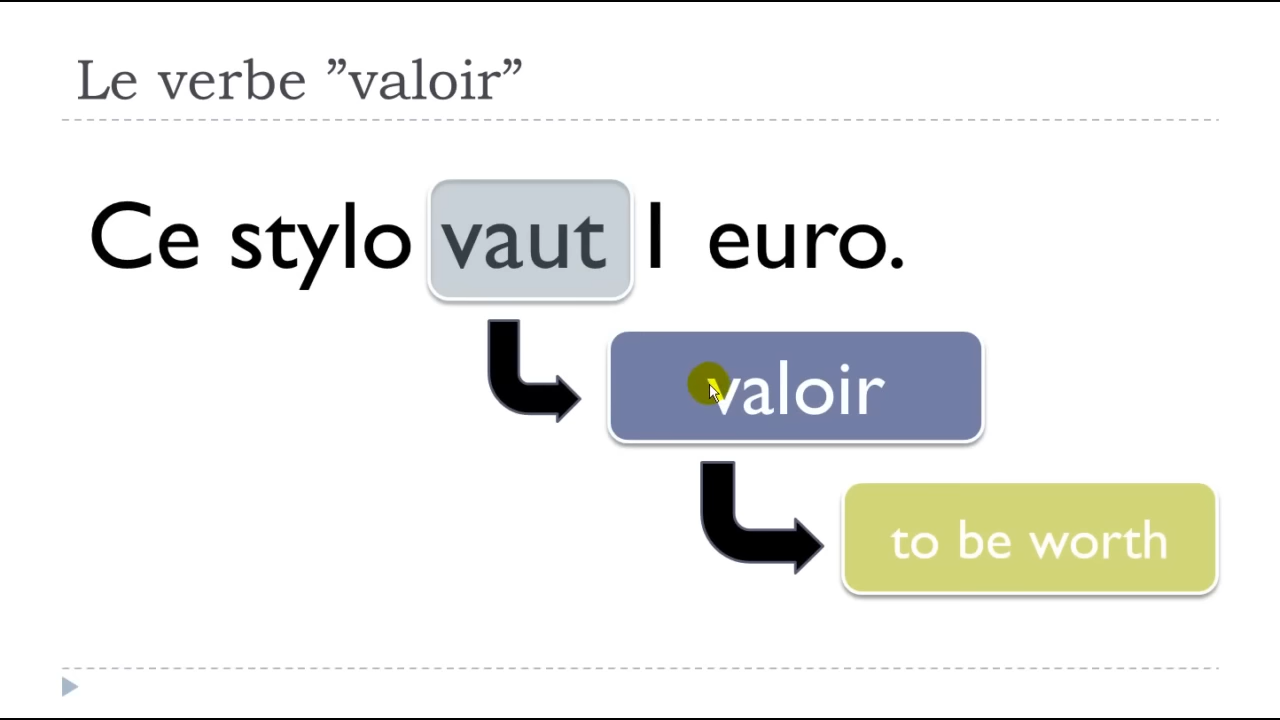 Le verbe ”valoir”
Ce stylo vaut 1 euro.
valoir
to be worth